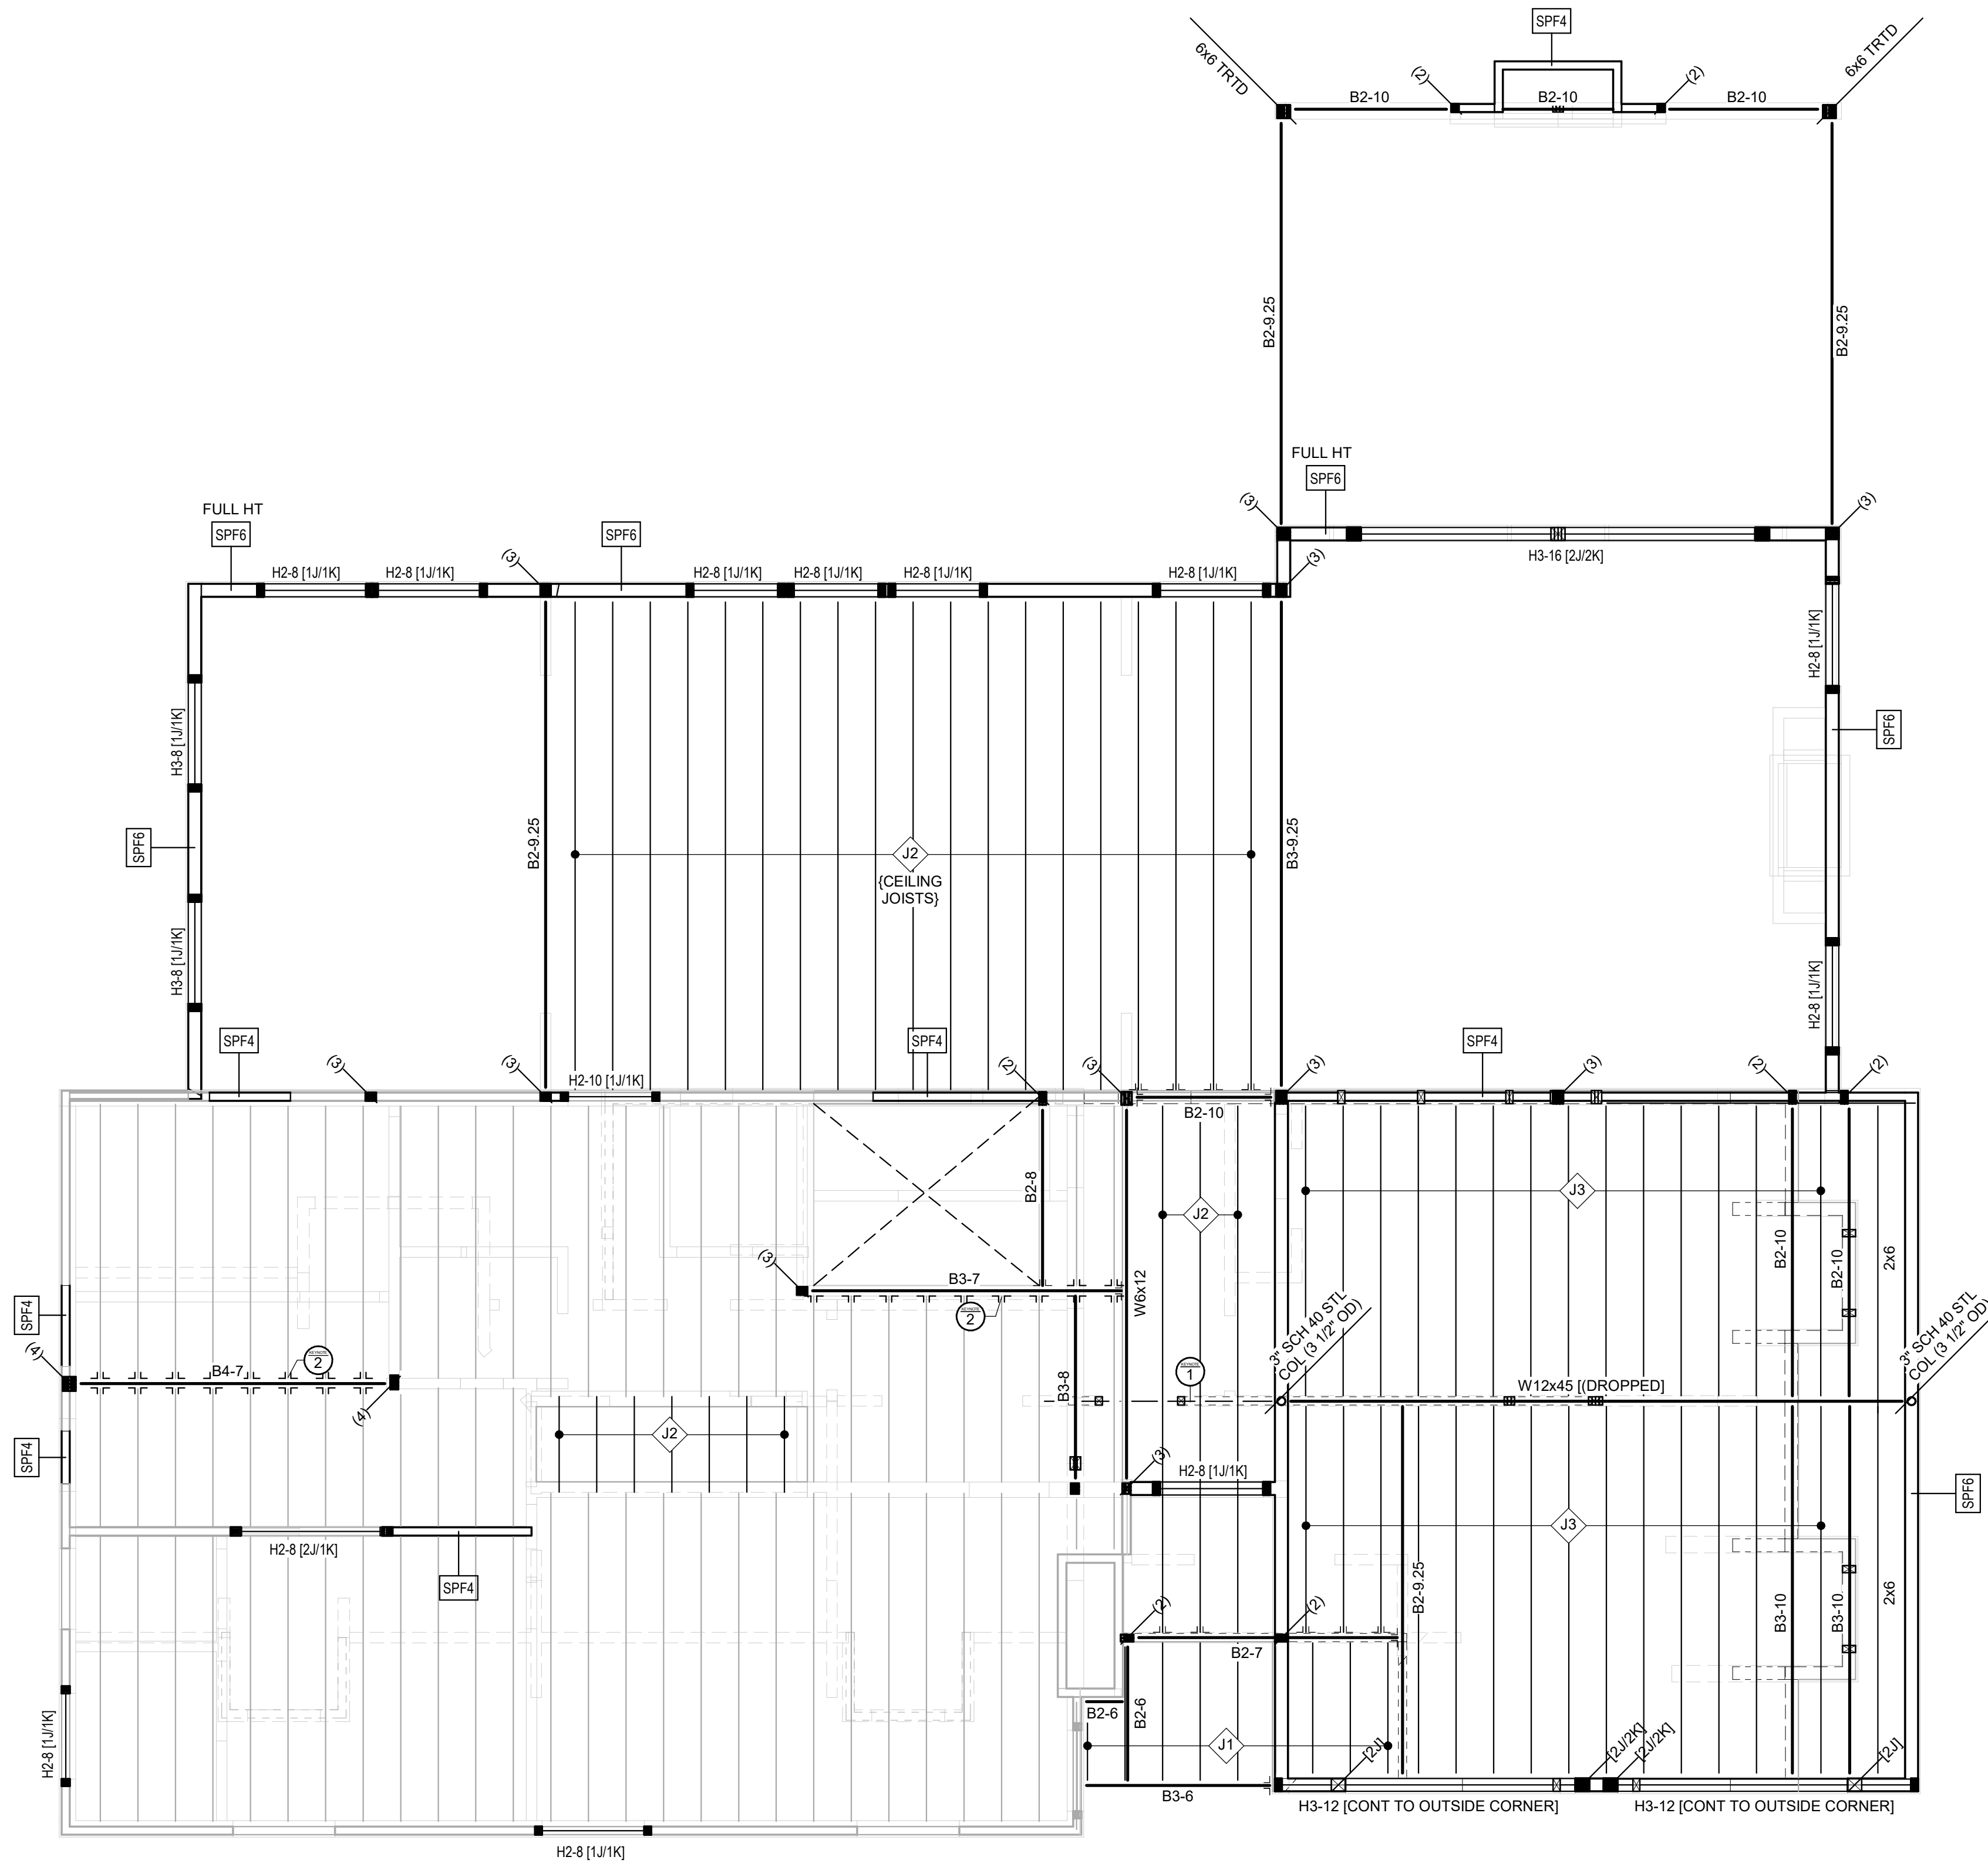 SPF4
6x6 TRTD
6x6 TRTD
(2)
(2)
B2-10
B2-10
B2-10
B2-9.25
B2-9.25
FULL HT
SPF6
(3)
(3)
FULL HT
SPF6
SPF6
(3)
(3)
H3-16 [2J/2K]
H2-8 [1J/1K]
H2-8 [1J/1K]
H2-8 [1J/1K]
H2-8 [1J/1K]
H2-8 [1J/1K]
H2-8 [1J/1K]
H2-8 [1J/1K]
H3-8 [1J/1K]
SPF6
SPF6
B2-9.25
J2
{CEILING
JOISTS}
B3-9.25
H3-8 [1J/1K]
H2-8 [1J/1K]
SPF4
(3)
(3)
H2-10 [1J/1K]
SPF4
(2)
(3)
(3)
SPF4
(3)
(2)
(2)
B2-10
B2-8
J2
J3
B2-10
B2-10
2x6
(3)
B3-7
KEYNOTE
2
W6x12
SPF4
(4)
B4-7
KEYNOTE
2
(4)
B3-8
KEYNOTE
1
3" SCH 40 STL
COL (3 1/2" OD)
W12x45 [(DROPPED]
3" SCH 40 STL
COL (3 1/2" OD)
SPF4
J2
(3)
H2-8 [1J/1K]
SPF6
J3
H2-8 [2J/1K]
SPF4
B2-9.25
B3-10
B3-10
2x6
(2)
(2)
B2-7
B2-6
B2-6
J1
[2J]
[2J/2K]
[2J/2K]
[2J]
H2-8 [1J/1K]
B3-6
H3-12 [CONT TO OUTSIDE CORNER]
H3-12 [CONT TO OUTSIDE CORNER]
H2-8 [1J/1K]